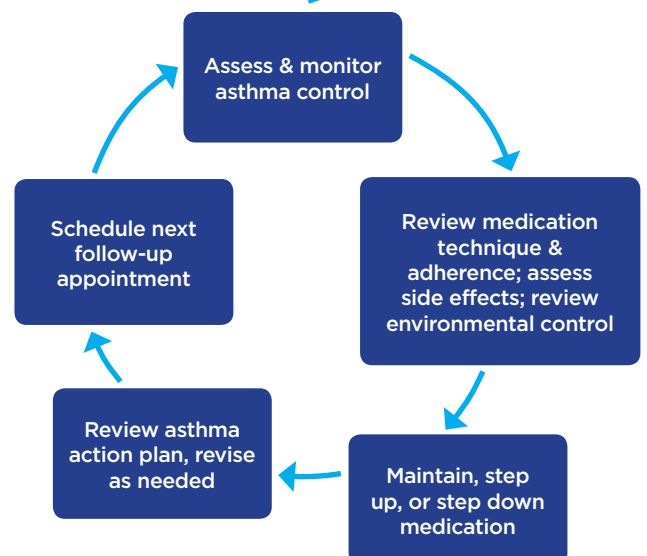 Assess & monitor
asthma control
Review medication
technique &
adherence; assess
side effects; review
environmental control
Maintain, step
up, or step down
medication
Review asthma
action plan, revise
as needed
Schedule next
follow-up
appointment